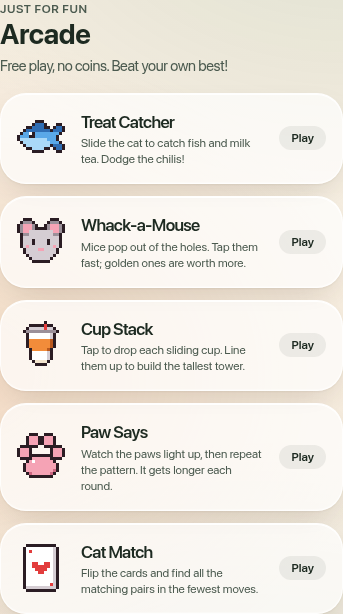 JUST FOR FUN
Arcade
Free play, no coins. Beat your own best!
Treat Catcher
Slide the cat to catch fish and milk
tea. Dodge the chilis!
Play
Whack-a-Mouse
Mice pop out of the holes. Tap them
fast; golden ones are worth more.
Play
Cup Stack
Tap to drop each sliding cup. Line
them up to build the tallest tower.
Play
Paw Says
Watch the paws light up, then repeat
the pattern. It gets longer each
round.
Play
Cat Match
Flip the cards and find all the
matching pairs in the fewest moves.
Play